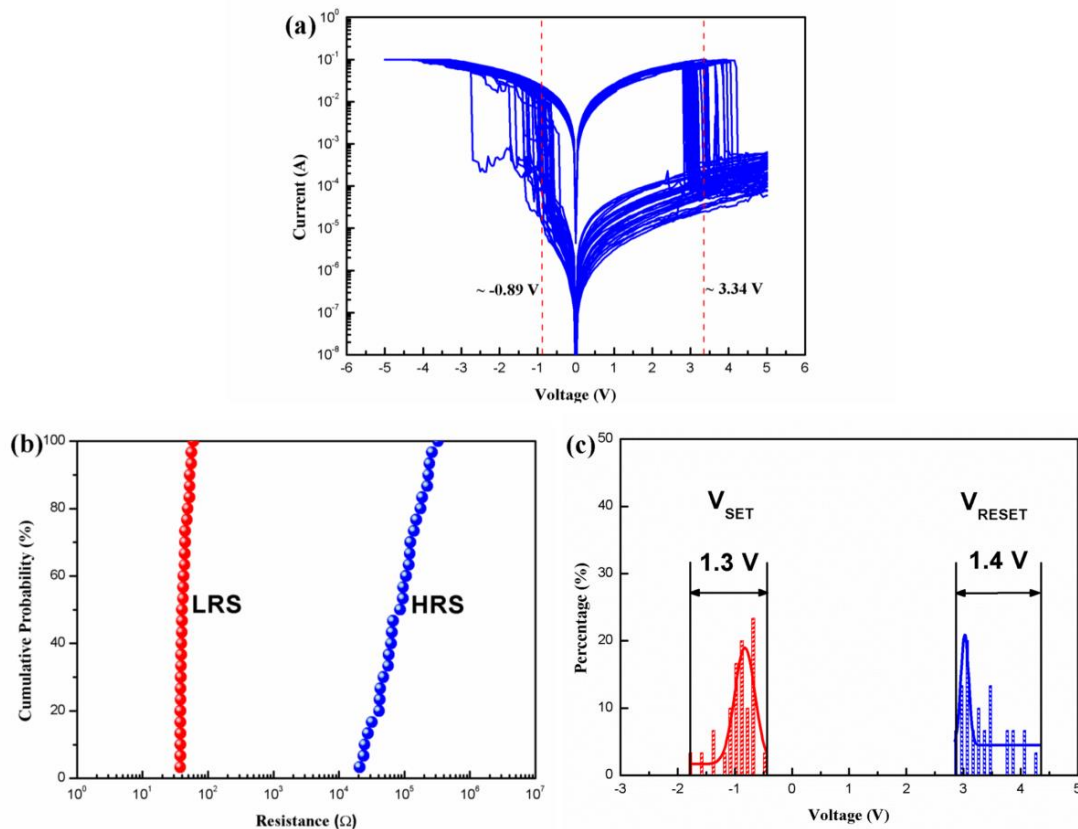 (a)
10^0
10^-1
10^-2
10^-3
10^-4
10^-5
10^-6
10^-7
10^-8
Current (A)
~ -0.89 V
~ 3.34 V
-6 -5 -4 -3 -2 -1 0 1 2 3 4 5 6
Voltage (V)
(b)
100
80
60
40
20
0
Cumulative Probability (%)
LRS
HRS
10^0 10^1 10^2 10^3 10^4 10^5 10^6 10^7
Resistance (Ω)
(c)
50
40
30
20
10
0
Percentage (%)
V_SET
V_RESET
1.3 V
1.4 V
-3 -2 -1 0 1 2 3 4 5
Voltage (V)